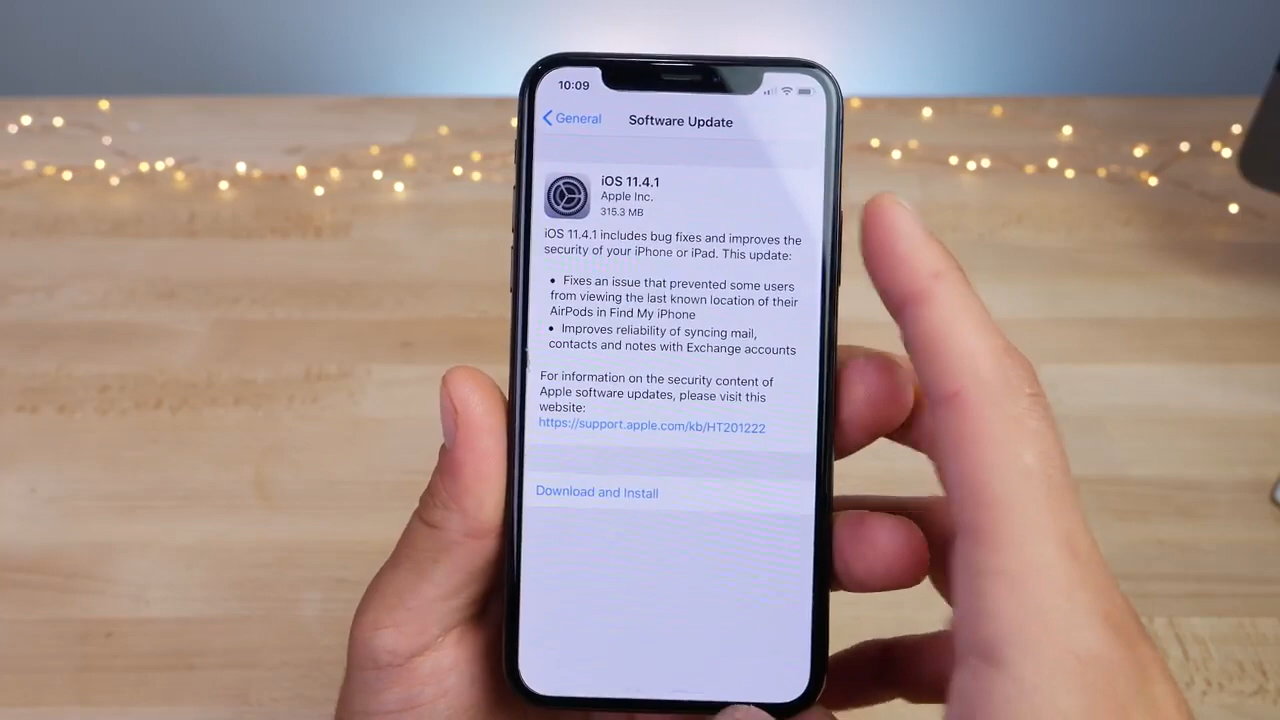 10:09
General
Software Update
iOS 11.4.1
Apple Inc.
315.3 MB
iOS 11.4.1 includes bug fixes and improves the
security of your iPhone or iPad. This update:
• Fixes an issue that prevented some users
from viewing the last known location of their
AirPods in Find My iPhone
• Improves reliability of syncing mail,
contacts and notes with Exchange accounts
For information on the security content of
Apple software updates, please visit this
website:
https://support.apple.com/kb/HT201222
Download and Install